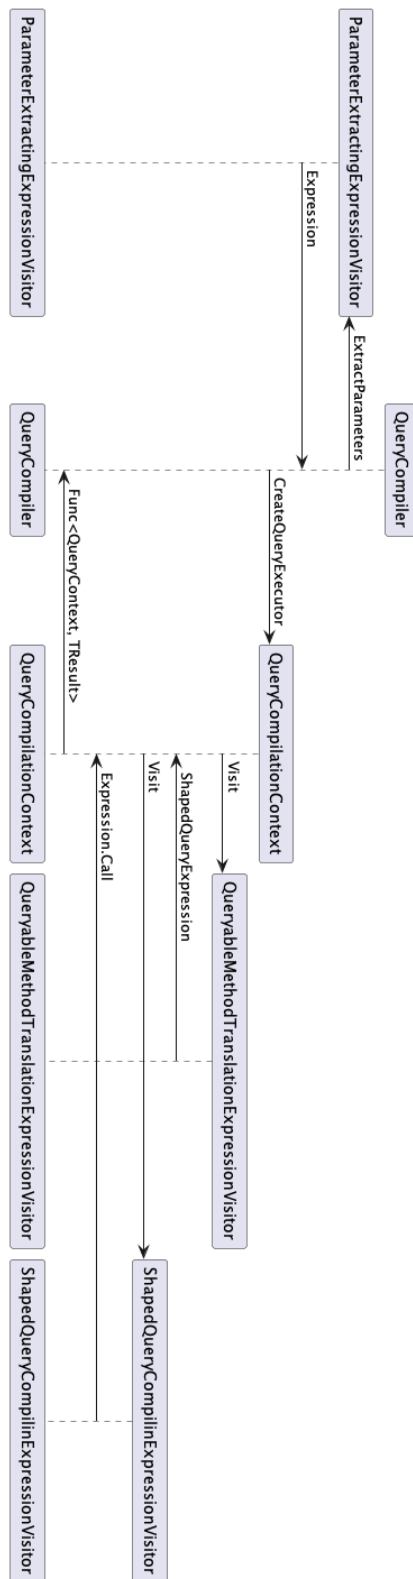 QueryCompiler
ParameterExtractingExpressionVisitor
ExtractParameters
Expression
CreateQueryExecutor
QueryCompilationContext
Visit
QueryableMethodTranslationExpressionVisitor
ShapedQueryExpression
Visit
ShapedQueryCompilinExpressionVisitor
Expression.Call
Func<QueryContext, TResult>
ParameterExtractingExpressionVisitor
QueryCompiler
QueryCompilationContext
QueryableMethodTranslationExpressionVisitor
ShapedQueryCompilinExpressionVisitor